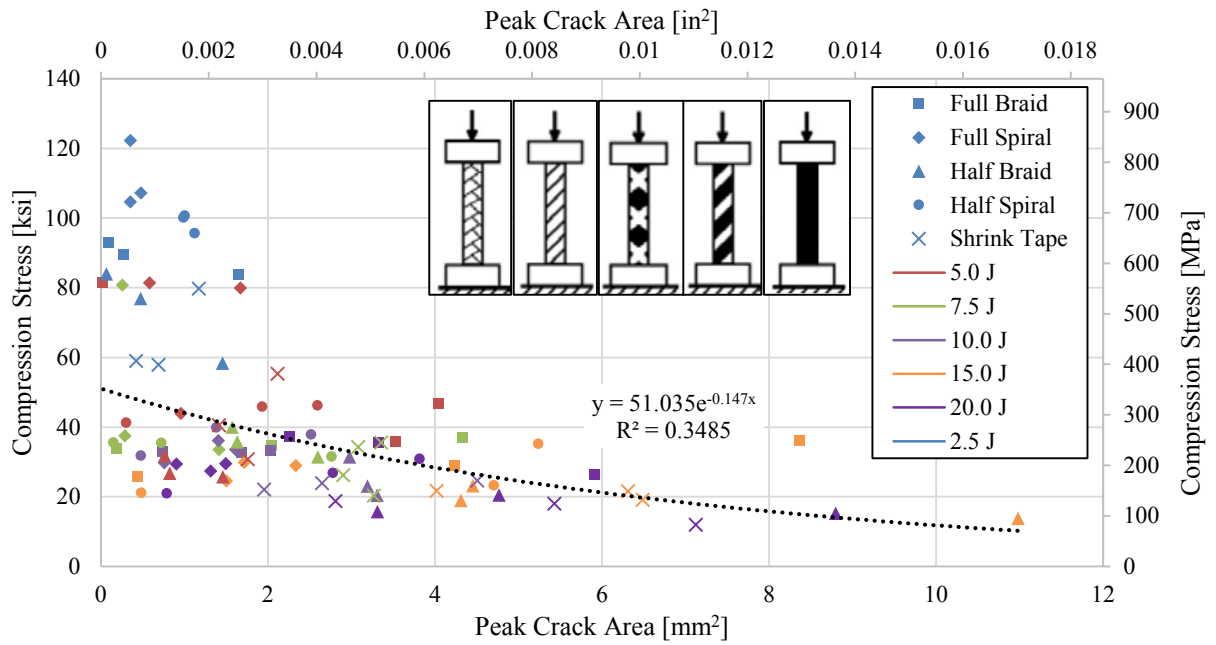 Peak Crack Area [in²]
0 0.002 0.004 0.006 0.008 0.01 0.012 0.014 0.016 0.018
Compression Stress [ksi]
140
120
100
80
60
40
20
0
Full Braid
Full Spiral
Half Braid
Half Spiral
Shrink Tape
5.0 J
7.5 J
10.0 J
15.0 J
20.0 J
2.5 J
y = 51.035e^-0.147x
R² = 0.3485
900
800
700
600
500
400
300
200
100
0
Compression Stress [MPa]
0 2 4 6 8 10 12
Peak Crack Area [mm²]